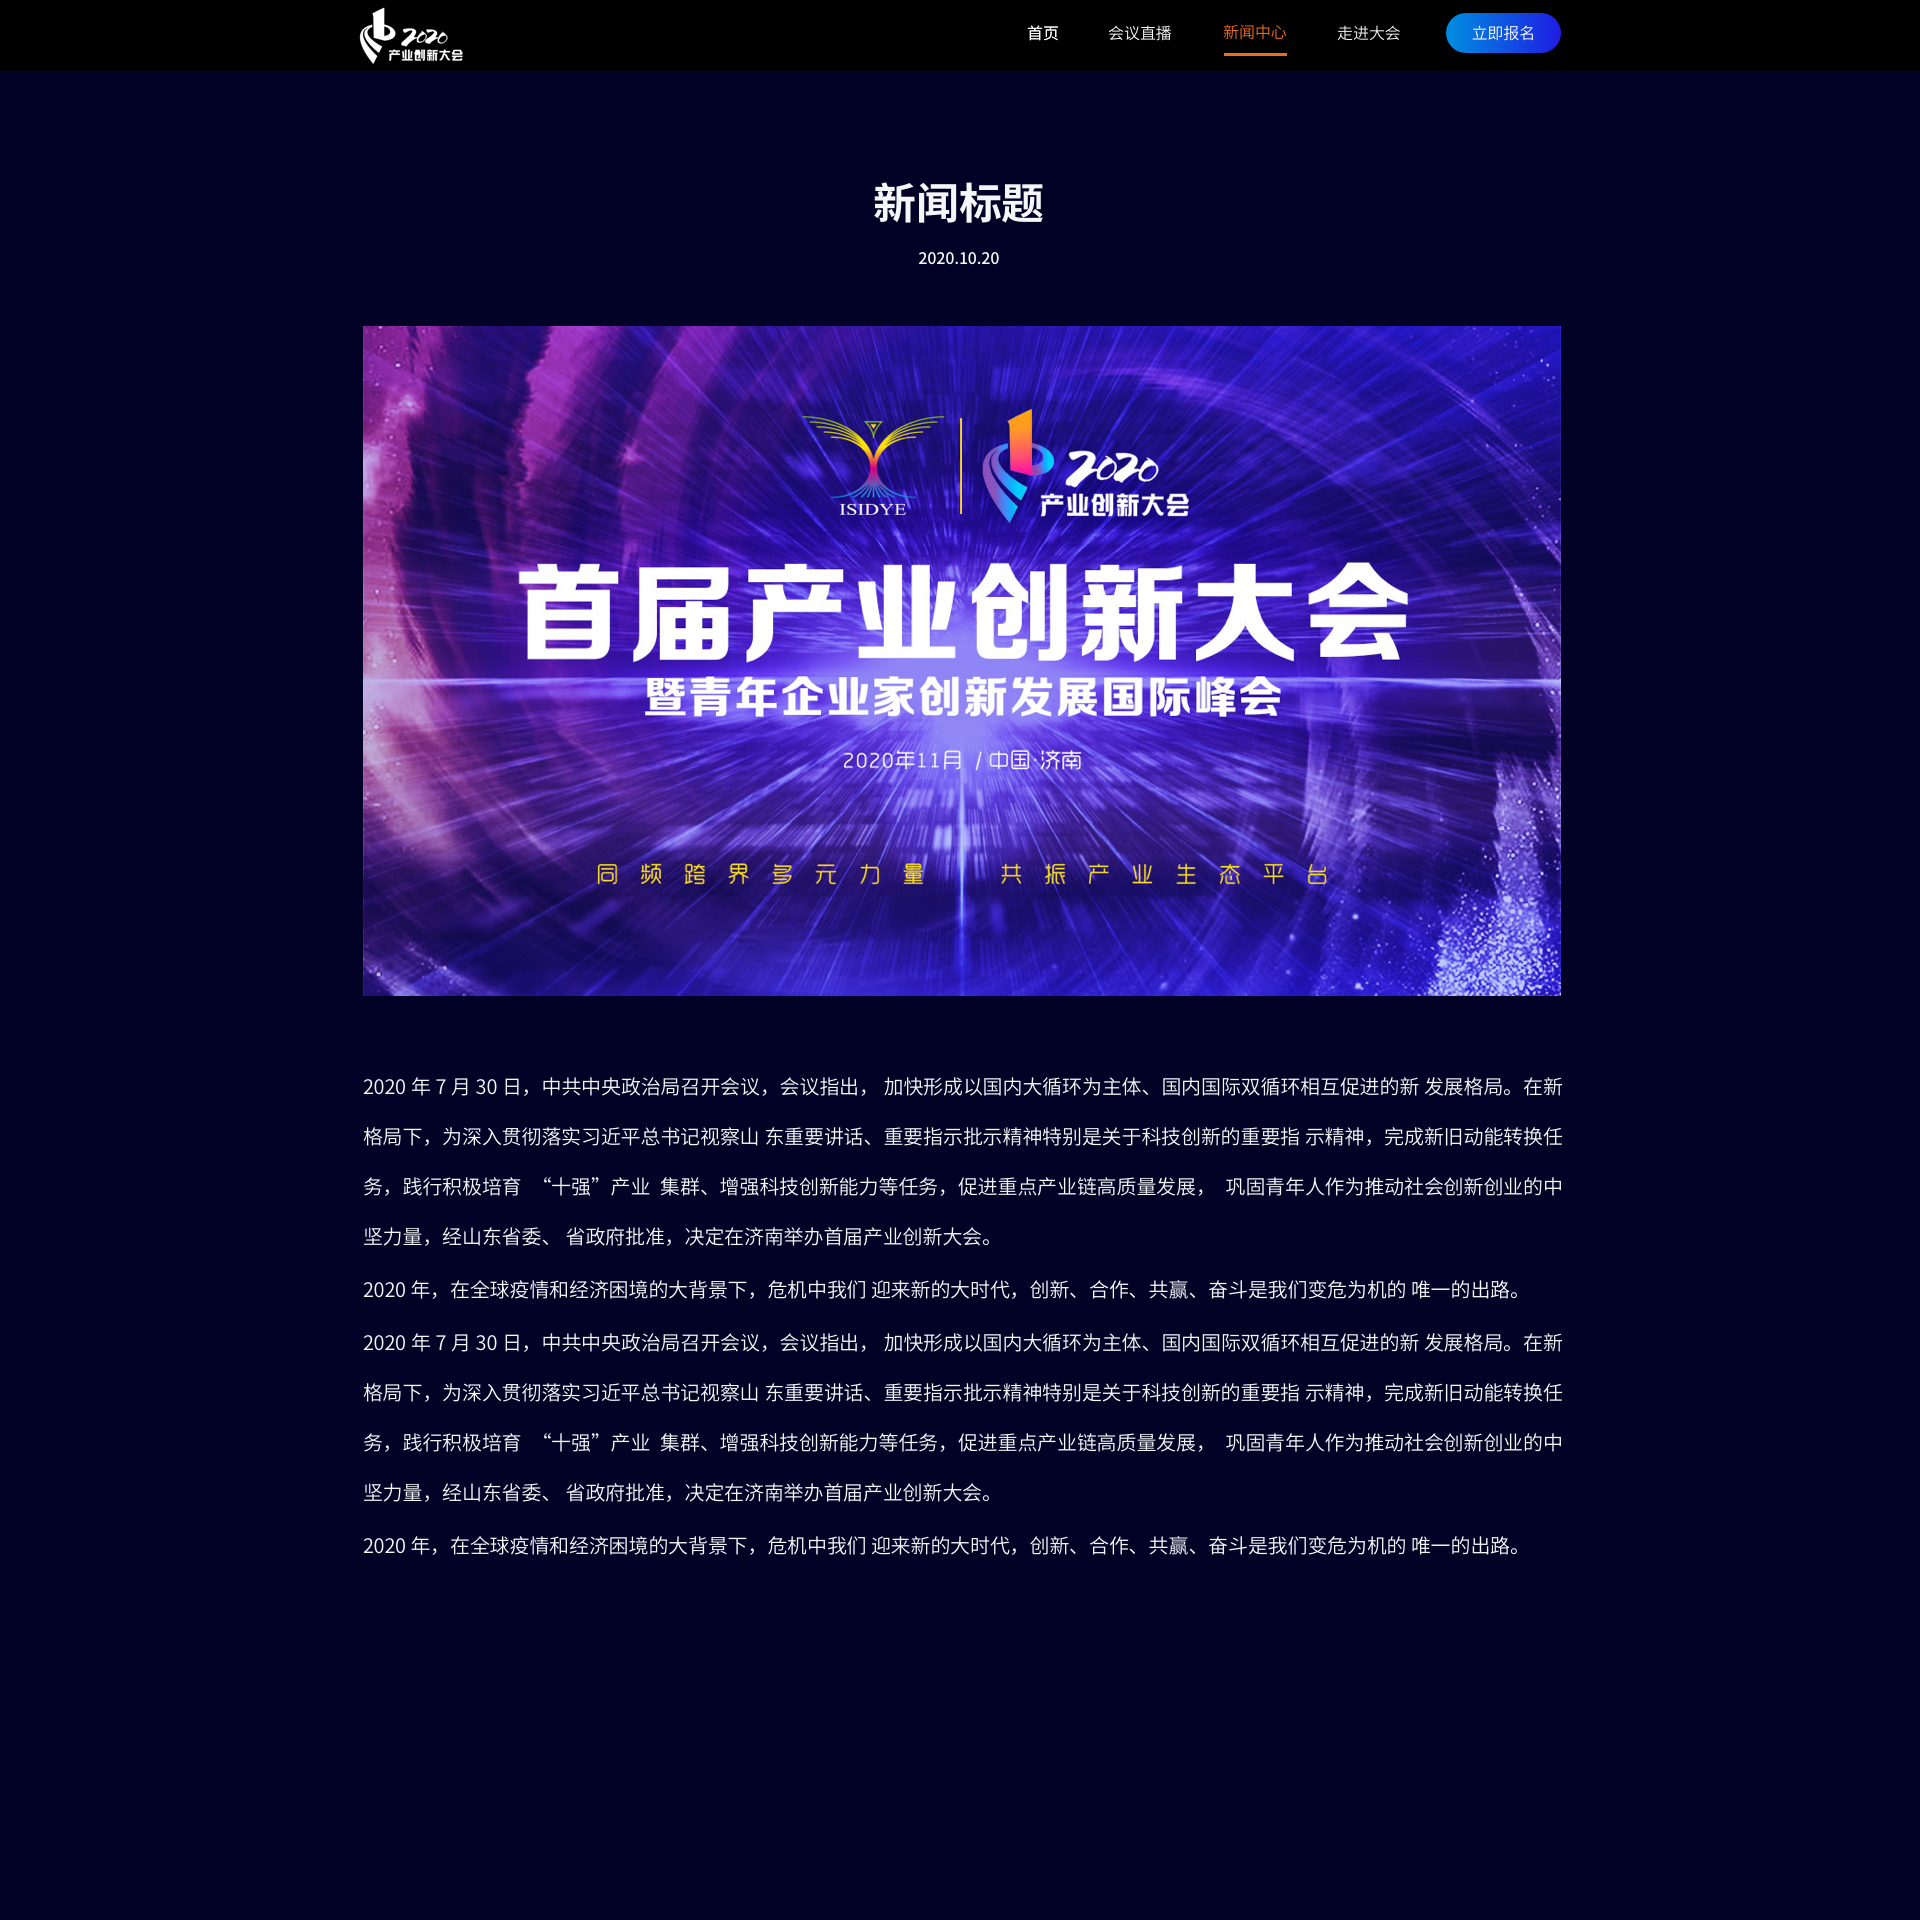 2020
产业创新大会
首页 会议直播 新闻中心 走进大会 立即报名
新闻标题
2020.10.20
ISIDYE
2020
产业创新大会
首届产业创新大会
暨青年企业家创新发展国际峰会
2020年11月 / 中国·济南
同频跨界多元力量 共振产业生态平台
2020 年 7 月 30 日，中共中央政治局召开会议，会议指出， 加快形成以国内大循环为主体、国内国际双循环相互促进的新 发展格局。在新
格局下，为深入贯彻落实习近平总书记视察山 东重要讲话、重要指示批示精神特别是关于科技创新的重要指 示精神，完成新旧动能转换任
务，践行积极培育 “十强”产业 集群、增强科技创新能力等任务，促进重点产业链高质量发展， 巩固青年人作为推动社会创新创业的中
坚力量，经山东省委、 省政府批准，决定在济南举办首届产业创新大会。
2020 年，在全球疫情和经济困境的大背景下，危机中我们 迎来新的大时代，创新、合作、共赢、奋斗是我们变危为机的 唯一的出路。
2020 年 7 月 30 日，中共中央政治局召开会议，会议指出， 加快形成以国内大循环为主体、国内国际双循环相互促进的新 发展格局。在新
格局下，为深入贯彻落实习近平总书记视察山 东重要讲话、重要指示批示精神特别是关于科技创新的重要指 示精神，完成新旧动能转换任
务，践行积极培育 “十强”产业 集群、增强科技创新能力等任务，促进重点产业链高质量发展， 巩固青年人作为推动社会创新创业的中
坚力量，经山东省委、 省政府批准，决定在济南举办首届产业创新大会。
2020 年，在全球疫情和经济困境的大背景下，危机中我们 迎来新的大时代，创新、合作、共赢、奋斗是我们变危为机的 唯一的出路。